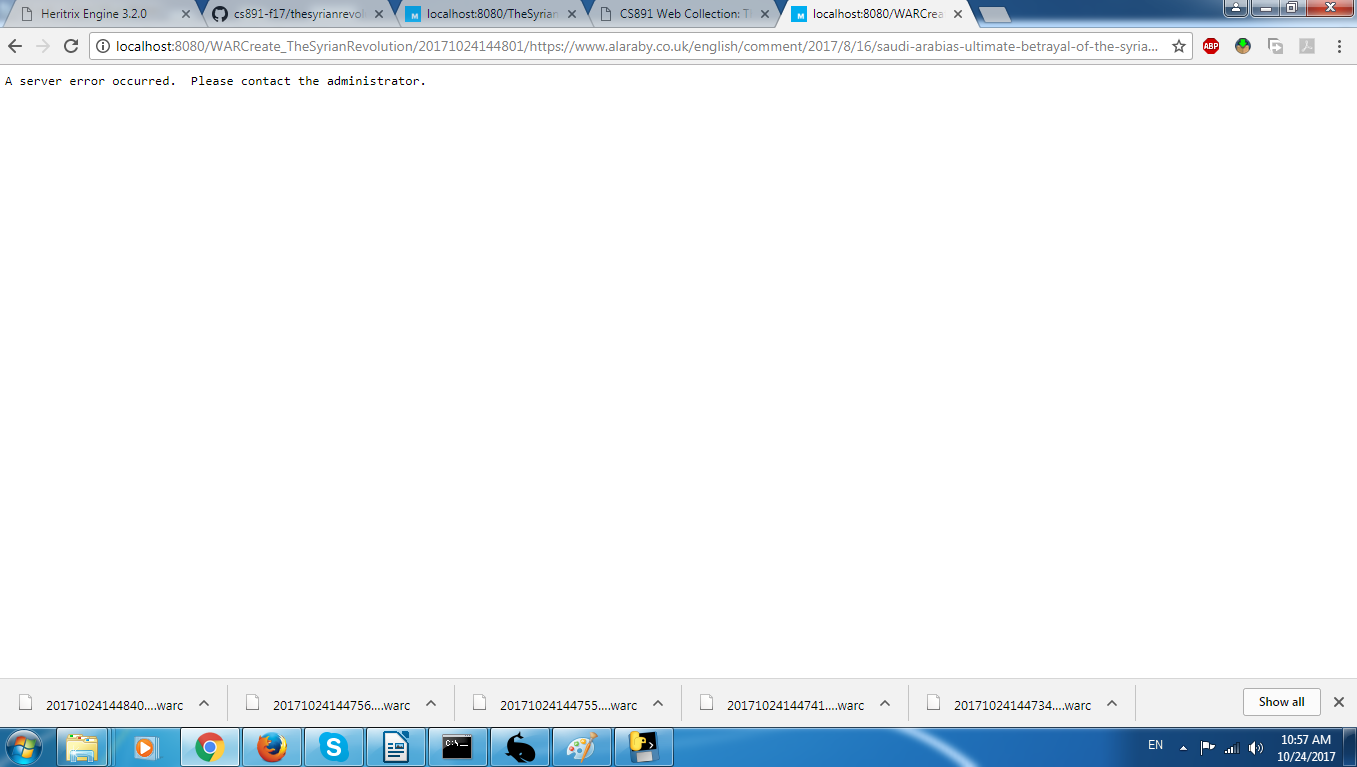 Heritrix Engine 3.2.0
cs891-f17/thesyrianrevol
localhost:8080/TheSyrian
CS891 Web Collection: T
localhost:8080/WARCrea
localhost:8080/WARCreate_TheSyrianRevolution/20171024144801/https://www.alaraby.co.uk/english/comment/2017/8/16/saudi-arabias-ultimate-betrayal-of-the-syria...
ABP
A server error occurred.  Please contact the administrator.
20171024144840....warc
20171024144756....warc
20171024144755....warc
20171024144741....warc
20171024144734....warc
Show all
EN
10:57 AM
10/24/2017